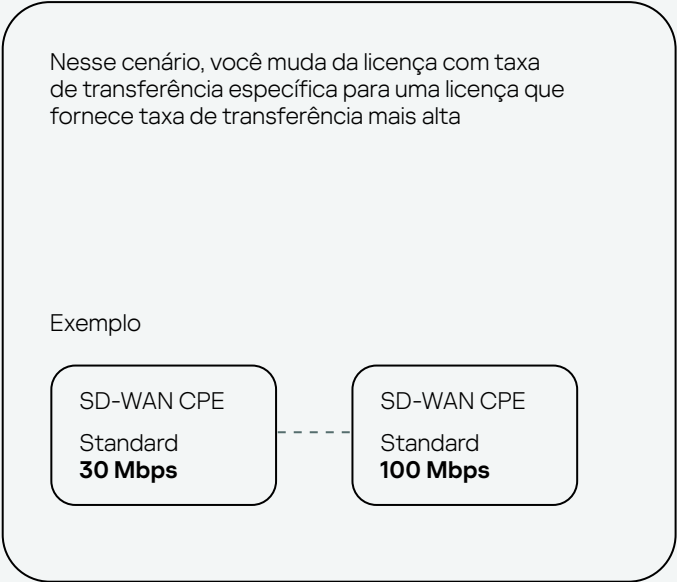 Nesse cenário, você muda da licença com taxa
de transferência específica para uma licença que
fornece taxa de transferência mais alta
Exemplo
SD-WAN CPE
Standard
30 Mbps
SD-WAN CPE
Standard
100 Mbps